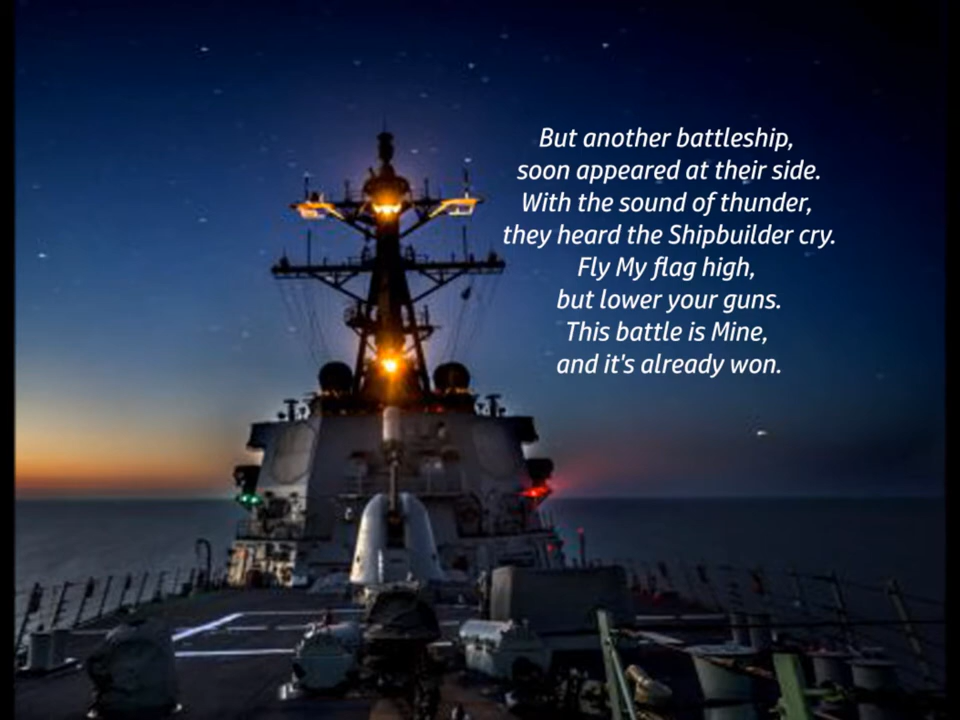 But another battleship,
soon appeared at their side.
With the sound of thunder,
they heard the Shipbuilder cry.
Fly My flag high,
but lower your guns.
This battle is Mine,
and it's already won.